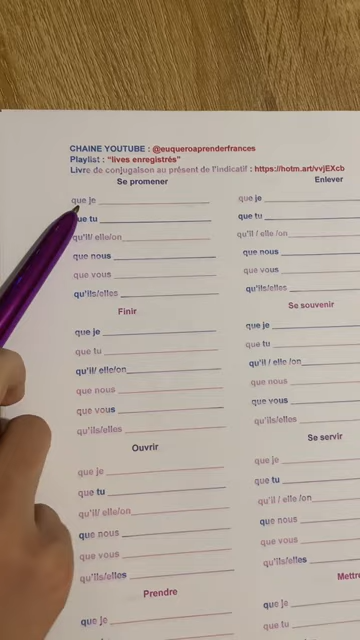 CHAINE YOUTUBE : @euqueroaprenderfrances
Playlist : "lives enregistrés"
Livre de conjugaison au présent de l'indicatif : https://hotm.art/vvjEXcb
Se promener
que je
que tu
qu'il/ elle/on
que nous
que vous
qu'ils/elles
Finir
que je
que tu
qu'il/ elle/on
que nous
que vous
qu'ils/elles
Ouvrir
que je
que tu
qu'il/ elle/on
que nous
que vous
qu'ils/elles
Prendre
que je
Enlever
que je
que tu
qu'il / elle /on
que nous
que vous
qu'ils/elles
Se souvenir
que je
que tu
qu'il / elle /on
que nous
que vous
qu'ils/elles
Se servir
que je
que tu
qu'il / elle /on
que nous
que vous
qu'ils/elles
que je
que tu